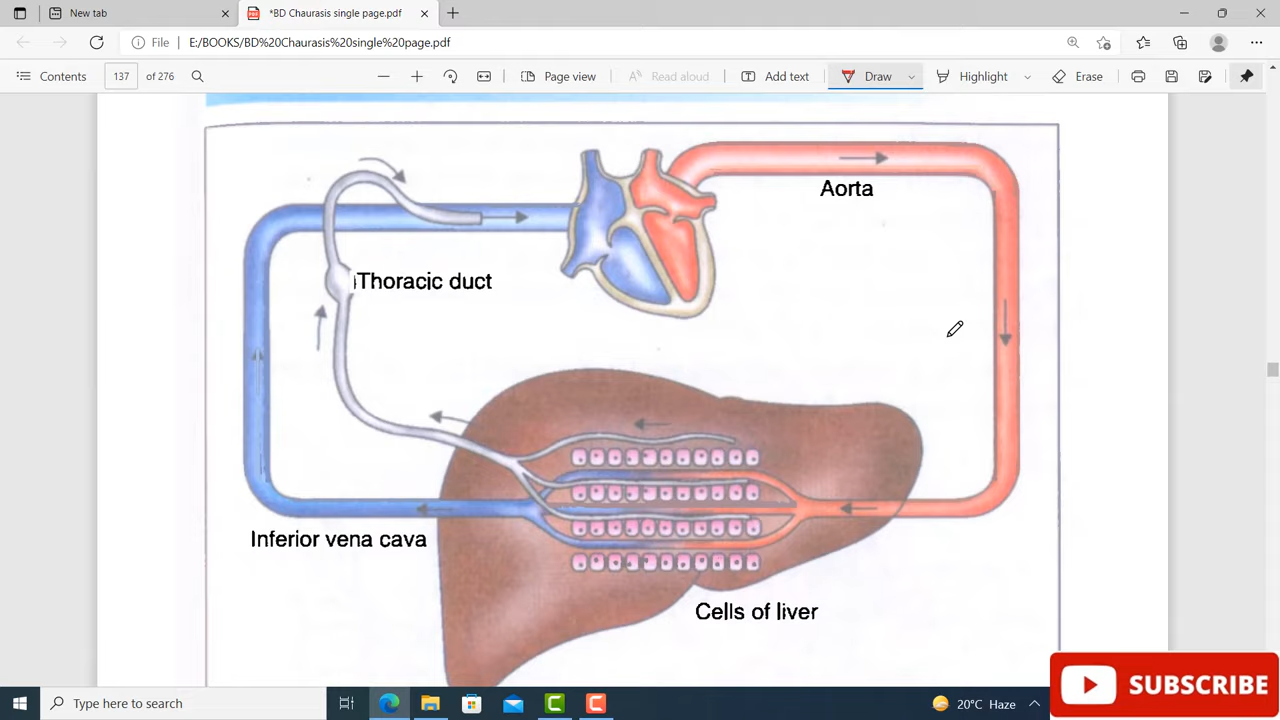 New tab
*BD Chaurasis single page.pdf
File
E:/BOOKS/BD%20Chaurasis%20single%20page.pdf
Contents
137 of 276
Page view
Read aloud
Add text
Draw
Highlight
Erase
Aorta
Thoracic duct
Inferior vena cava
Cells of liver
SUBSCRIBE
Type here to search
20°C Haze